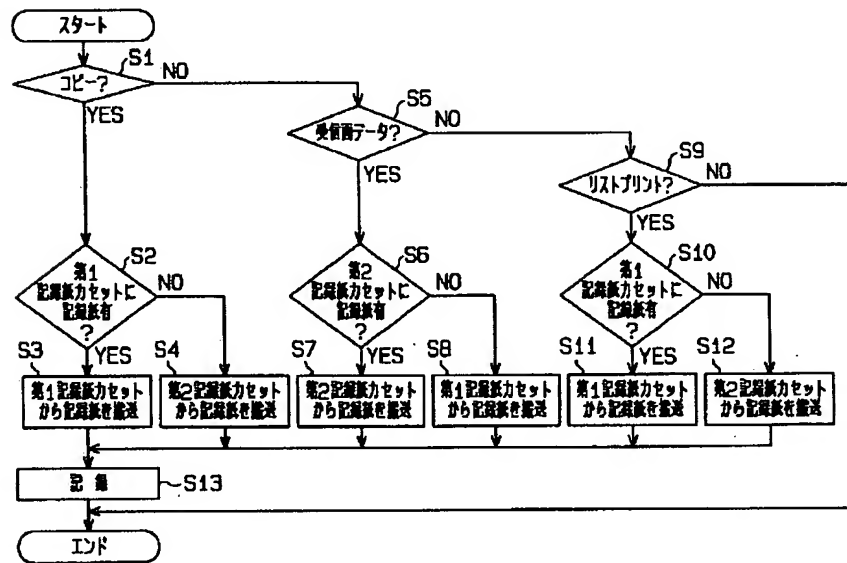 スタート
コピー?
S1
NO
YES
受信画データ?
S5
NO
YES
リストプリント?
S9
NO
YES
第1
記録紙カセットに
記録紙有
?
S2
NO
YES
第2
記録紙カセットに
記録紙有
?
S6
NO
YES
第1
記録紙カセットに
記録紙有
?
S10
NO
YES
S3
第1記録紙カセット
から記録紙を搬送
S4
第2記録紙カセット
から記録紙を搬送
S7
第2記録紙カセット
から記録紙を搬送
S8
第1記録紙カセット
から記録紙を搬送
S11
第1記録紙カセット
から記録紙を搬送
S12
第2記録紙カセット
から記録紙を搬送
記 録
S13
エンド